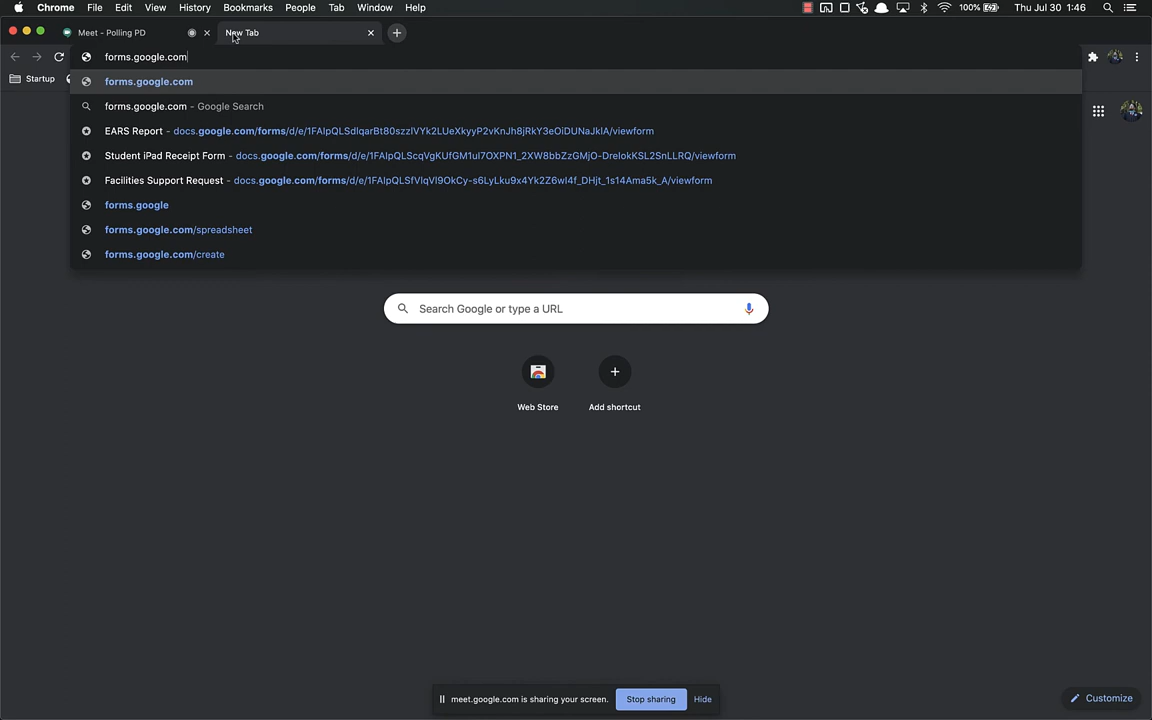 Chrome File Edit View History Bookmarks People Tab Window Help 100% Thu Jul 30 1:46
Meet - Polling PD New Tab
forms.google.com
Startup
forms.google.com
forms.google.com - Google Search
EARS Report - docs.google.com/forms/d/e/1FAIpQLSdIqarBt80szzIVYk2LUeXkyyP2vKnJh8jRkY3eOiDUNaJklA/viewform
Student iPad Receipt Form - docs.google.com/forms/d/e/1FAIpQLScqVgKUfGM1ul7OXPN1_2XW8bbZzGMjO-DreIokKSL2SnLLRQ/viewform
Facilities Support Request - docs.google.com/forms/d/e/1FAIpQLSfVlqVl9OkCy-s6LyLku9x4Yk2Z6wI4f_DHjt_1s14Ama5k_A/viewform
forms.google
forms.google.com/spreadsheet
forms.google.com/create
Search Google or type a URL
Web Store Add shortcut
meet.google.com is sharing your screen. Stop sharing Hide
Customize